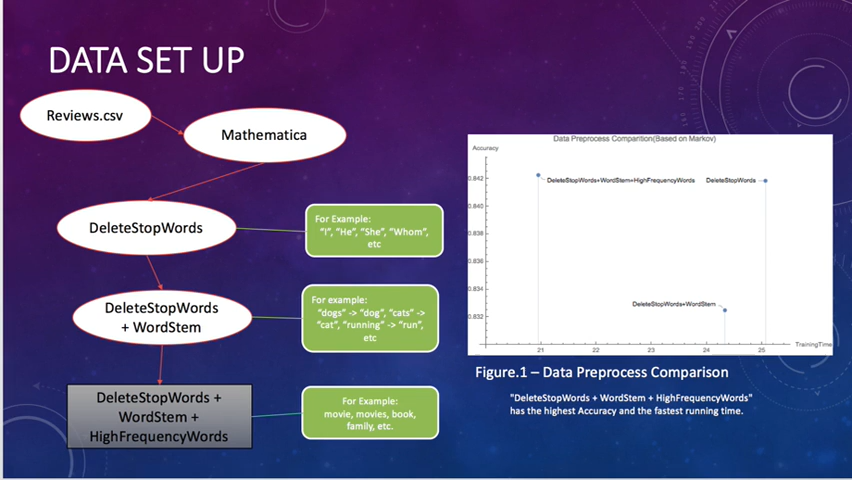 DATA SET UP
Reviews.csv
Mathematica
DeleteStopWords
For Example:
"I", "He", "She", "Whom",
etc
DeleteStopWords
+ WordStem
For example:
"dogs" -> "dog", "cats" ->
"cat", "running" -> "run",
etc
DeleteStopWords +
WordStem +
HighFrequencyWords
For Example:
movie, movies, book,
family, etc.
Data Preprocess Comparition(Based on Markov)
Accuracy
0.842
0.840
0.838
0.836
0.834
0.832
DeleteStopWords+WordStem+HighFrequencyWords
DeleteStopWords
DeleteStopWords+WordStem
21
22
23
24
25
TrainingTime
Figure.1 – Data Preprocess Comparison
"DeleteStopWords + WordStem + HighFrequencyWords"
has the highest Accuracy and the fastest running time.